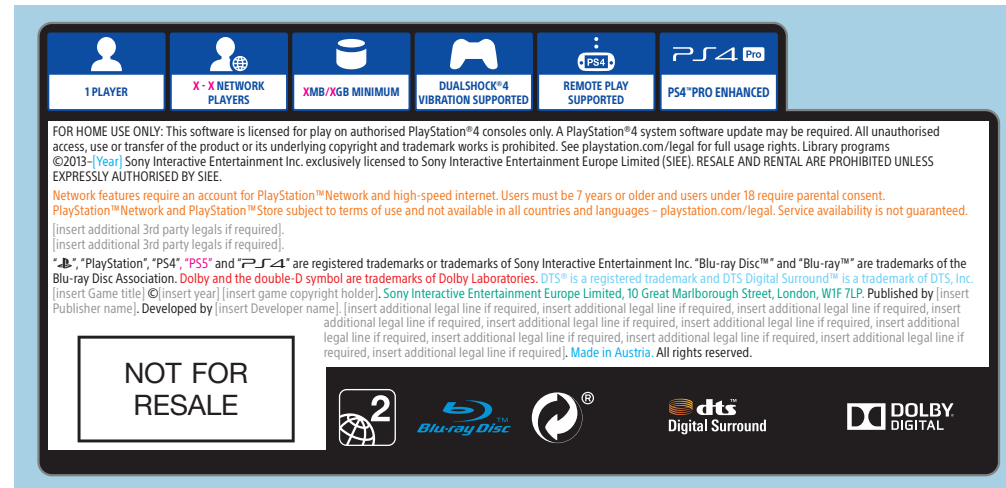 1 PLAYER
X - X NETWORK
PLAYERS
XMB/XGB MINIMUM
DUALSHOCK®4
VIBRATION SUPPORTED
PS4
REMOTE PLAY
SUPPORTED
PS4 Pro
PS4™PRO ENHANCED
FOR HOME USE ONLY: This software is licensed for play on authorised PlayStation®4 consoles only. A PlayStation®4 system software update may be required. All unauthorised
access, use or transfer of the product or its underlying copyright and trademark works is prohibited. See playstation.com/legal for full usage rights. Library programs
©2013–[Year] Sony Interactive Entertainment Inc. exclusively licensed to Sony Interactive Entertainment Europe Limited (SIEE). RESALE AND RENTAL ARE PROHIBITED UNLESS
EXPRESSLY AUTHORISED BY SIEE.
Network features require an account for PlayStation™Network and high-speed internet. Users must be 7 years or older and users under 18 require parental consent.
PlayStation™Network and PlayStation™Store subject to terms of use and not available in all countries and languages – playstation.com/legal. Service availability is not guaranteed.
[insert additional 3rd party legals if required].
[insert additional 3rd party legals if required].
“PS”, “PlayStation”, “PS4”, “PS5” and “PS4” are registered trademarks or trademarks of Sony Interactive Entertainment Inc. “Blu-ray Disc™” and “Blu-ray™” are trademarks of the
Blu-ray Disc Association. Dolby and the double-D symbol are trademarks of Dolby Laboratories. DTS® is a registered trademark and DTS Digital Surround™ is a trademark of DTS, Inc.
[insert Game title] ©[insert year] [insert game copyright holder]. Sony Interactive Entertainment Europe Limited, 10 Great Marlborough Street, London, W1F 7LP. Published by [insert
Publisher name]. Developed by [insert Developer name]. [insert additional legal line if required, insert additional legal line if required, insert additional legal line if required, insert
additional legal line if required, insert additional legal line if required, insert additional legal line if required, insert additional
legal line if required, insert additional legal line if required, insert additional legal line if required, insert additional legal line if
required, insert additional legal line if required]. Made in Austria. All rights reserved.
NOT FOR
RESALE
2
Blu-ray Disc™
®
dts™
Digital Surround
DOLBY
DIGITAL